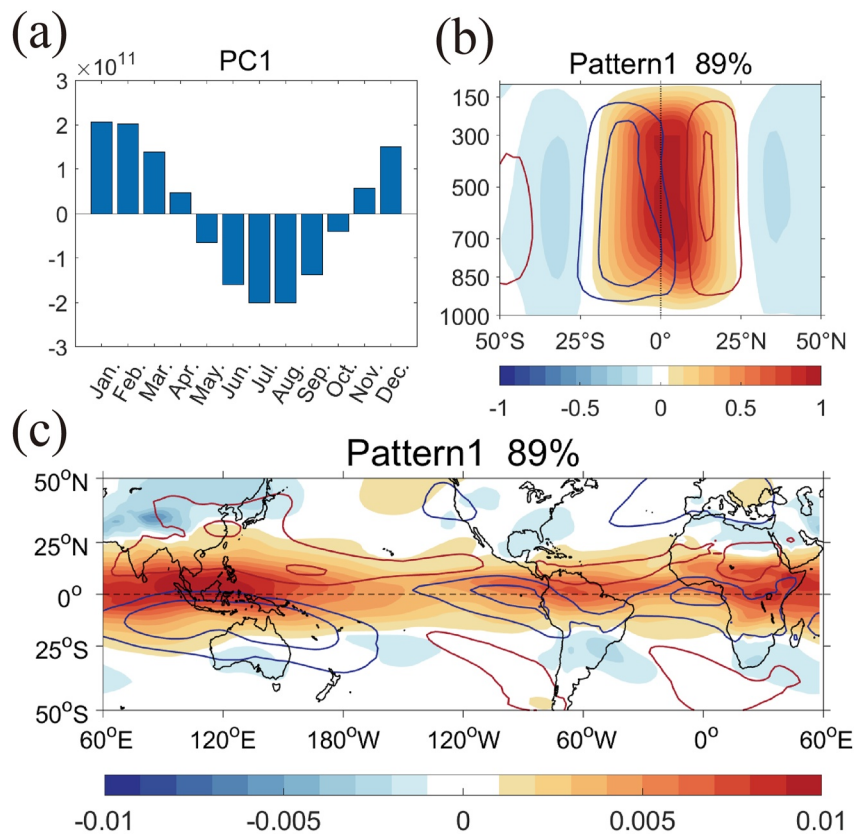 (a)
PC1
×10¹¹
3
2
1
0
-1
-2
-3
Jan. Feb. Mar. Apr. May. Jun. Jul. Aug. Sep. Oct. Nov. Dec.
(b)
Pattern1 89%
150
300
500
700
850
1000
50°S 25°S 0° 25°N 50°N
-1 -0.5 0 0.5 1
(c)
Pattern1 89%
50°N
25°N
0°
25°S
50°S
60°E 120°E 180°W 120°W 60°W 0° 60°E
-0.01 -0.005 0 0.005 0.01